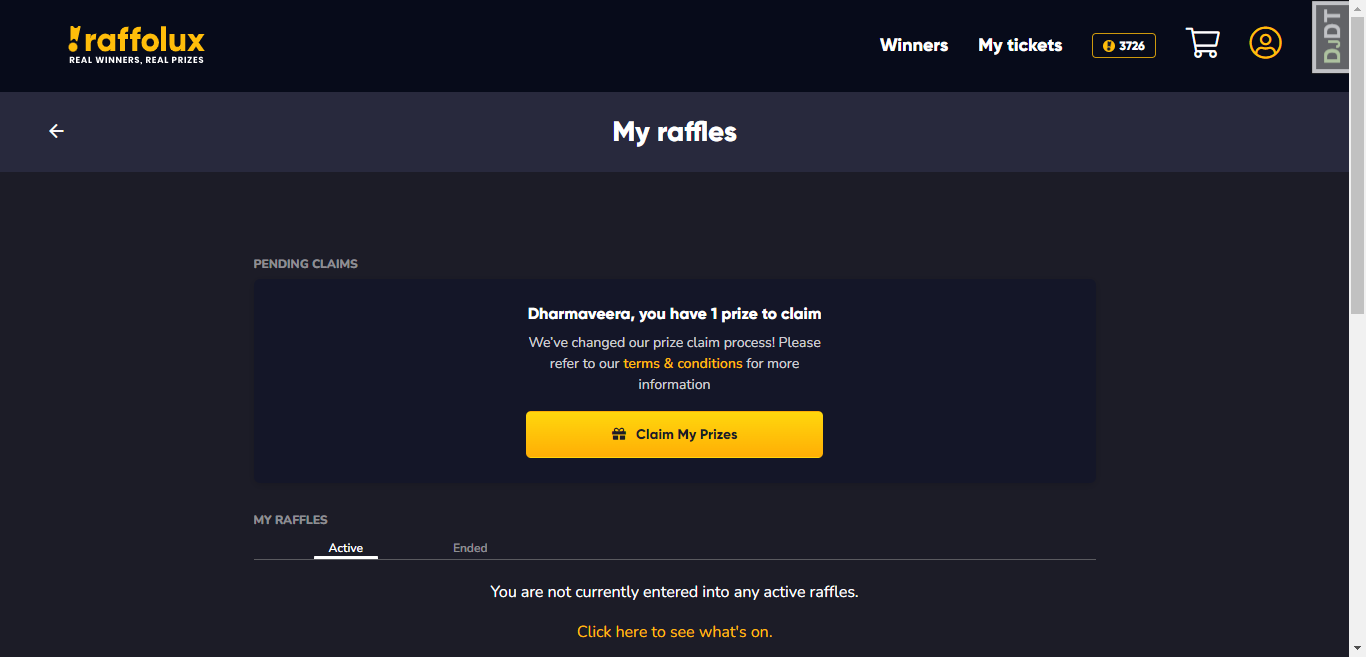 raffolux
REAL WINNERS, REAL PRIZES
Winners
My tickets
3726
DJDT
My raffles
PENDING CLAIMS
Dharmaveera, you have 1 prize to claim
We've changed our prize claim process! Please
refer to our terms & conditions for more
information
Claim My Prizes
MY RAFFLES
Active
Ended
You are not currently entered into any active raffles.
Click here to see what's on.